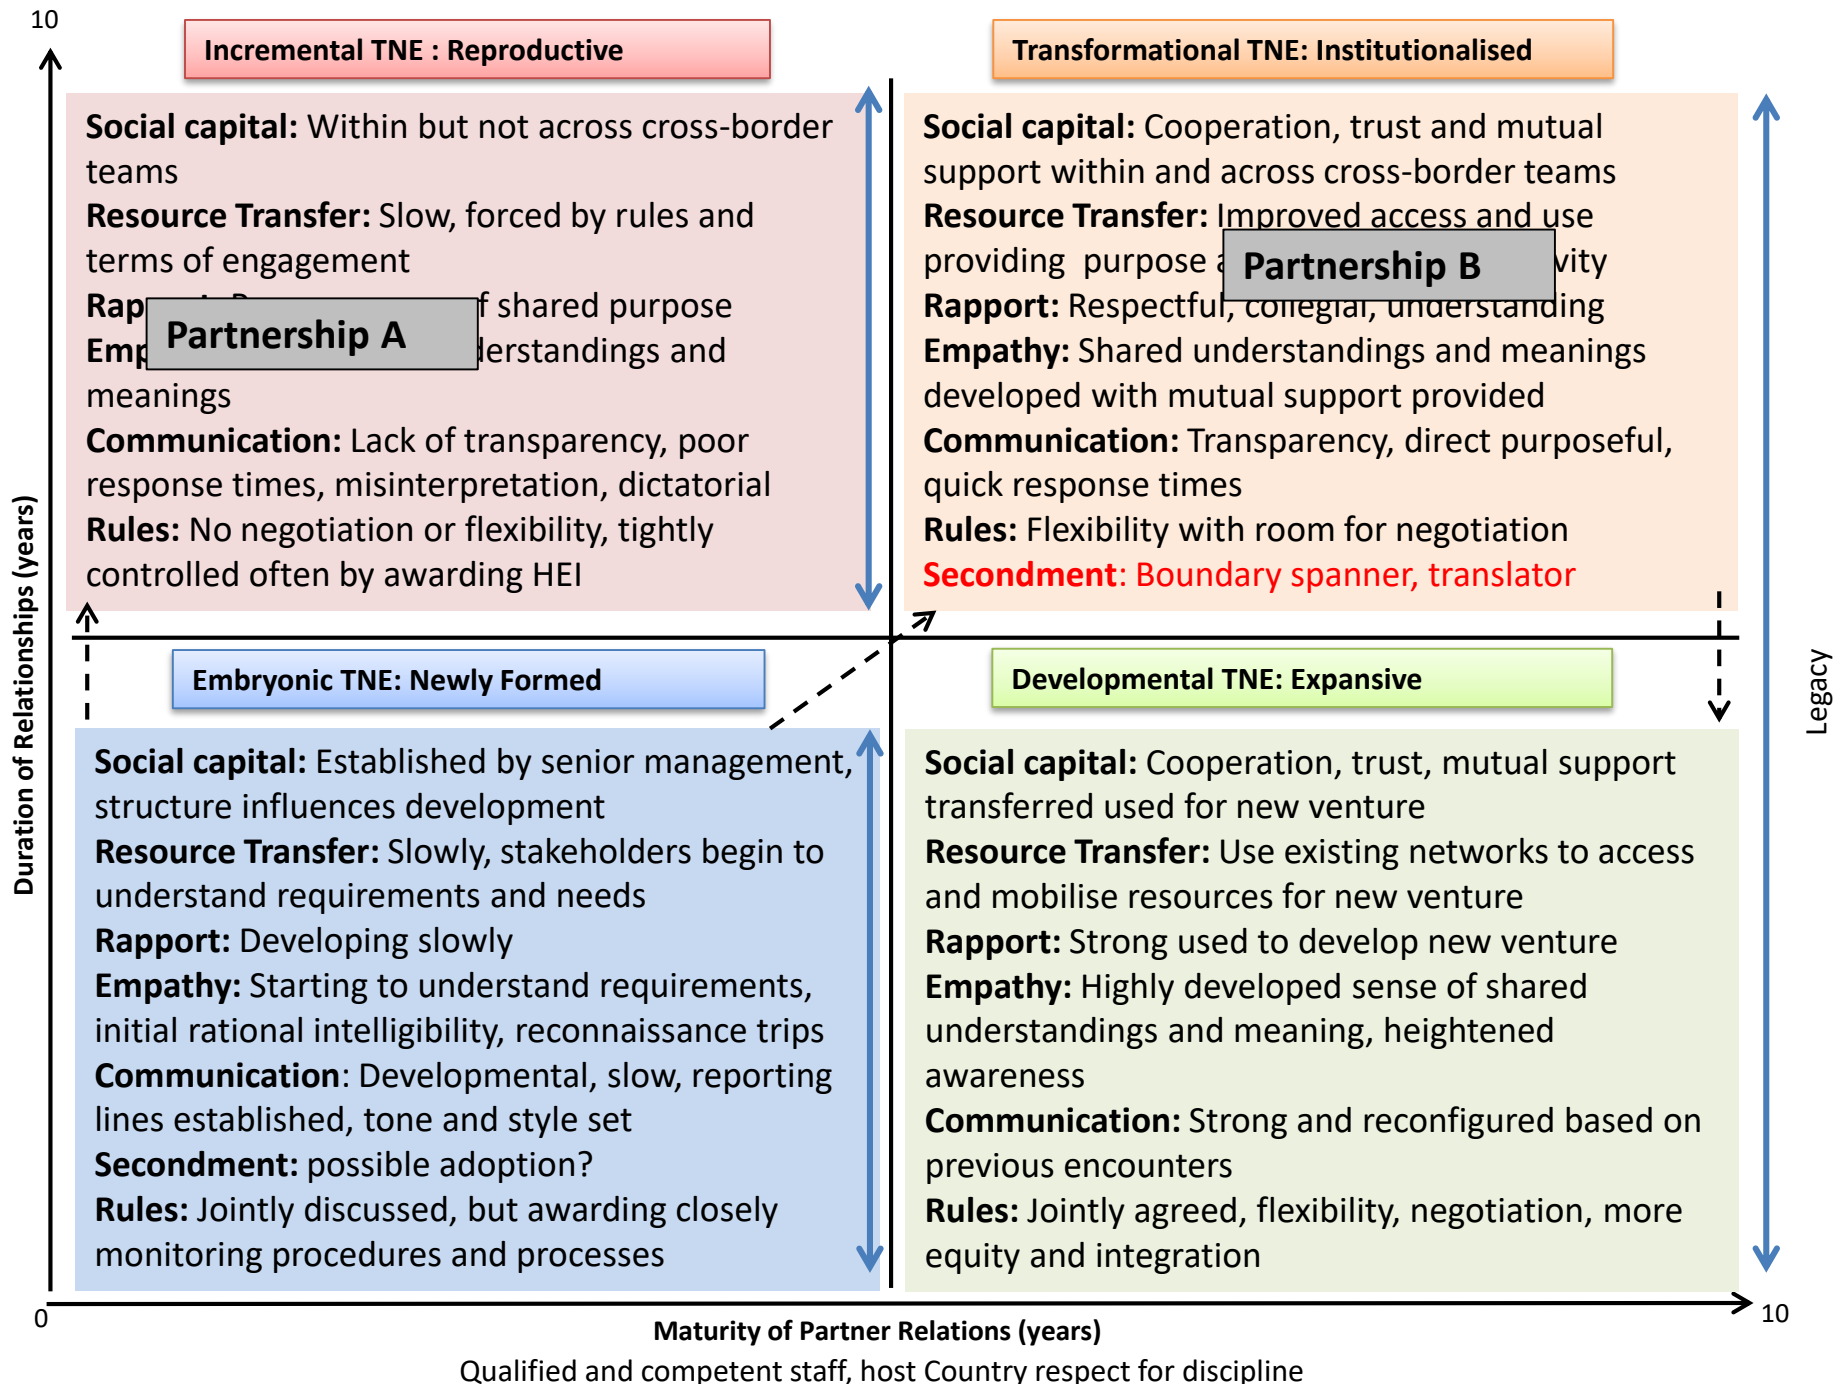 10
Incremental TNE : Reproductive
Social capital: Within but not across cross-border
teams
Resource Transfer: Slow, forced by rules and
terms of engagement
Rap f shared purpose
Emp derstandings and
meanings
Communication: Lack of transparency, poor
response times, misinterpretation, dictatorial
Rules: No negotiation or flexibility, tightly
controlled often by awarding HEI
Partnership A
Transformational TNE: Institutionalised
Social capital: Cooperation, trust and mutual
support within and across cross-border teams
Resource Transfer: Improved access and use
providing purpose vity
Rapport: Respectful, collegial, understanding
Empathy: Shared understandings and meanings
developed with mutual support provided
Communication: Transparency, direct purposeful,
quick response times
Rules: Flexibility with room for negotiation
Secondment: Boundary spanner, translator
Partnership B
Embryonic TNE: Newly Formed
Social capital: Established by senior management,
structure influences development
Resource Transfer: Slowly, stakeholders begin to
understand requirements and needs
Rapport: Developing slowly
Empathy: Starting to understand requirements,
initial rational intelligibility, reconnaissance trips
Communication: Developmental, slow, reporting
lines established, tone and style set
Secondment: possible adoption?
Rules: Jointly discussed, but awarding closely
monitoring procedures and processes
Developmental TNE: Expansive
Social capital: Cooperation, trust, mutual support
transferred used for new venture
Resource Transfer: Use existing networks to access
and mobilise resources for new venture
Rapport: Strong used to develop new venture
Empathy: Highly developed sense of shared
understandings and meaning, heightened
awareness
Communication: Strong and reconfigured based on
previous encounters
Rules: Jointly agreed, flexibility, negotiation, more
equity and integration
Duration of Relationships (years)
Legacy
0
10
Maturity of Partner Relations (years)
Qualified and competent staff, host Country respect for discipline